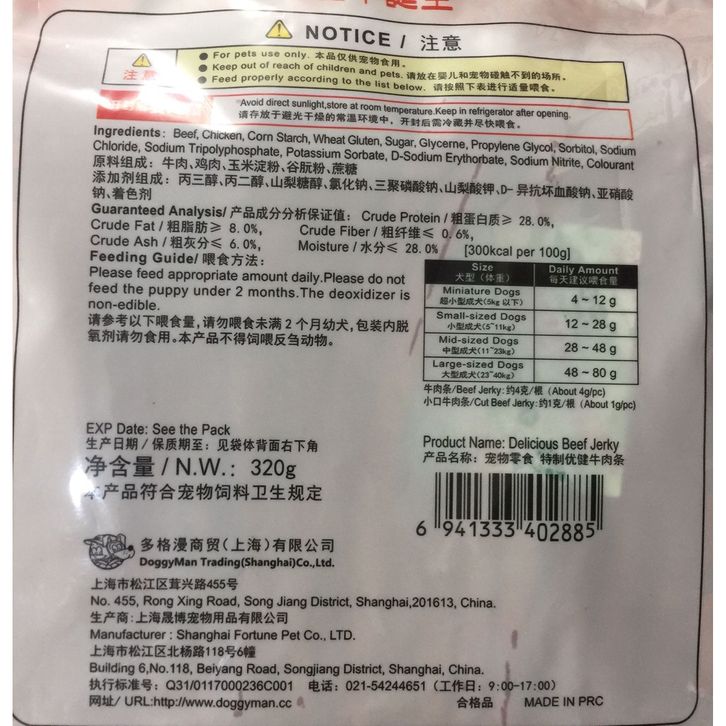 NOTICE / 注意
注意
● For pets use only. 本品仅供宠物食用。
● Keep out of reach of children and pets. 请放在婴儿和宠物碰触不到的场所。
● Feed properly according to the list below. 请按照下表进行适量喂食。
*Avoid direct sunlight,store at room temperature.Keep in refrigerator after opening.
请存放于避光干燥的常温环境中，开封后需冷藏并尽快喂食。
Ingredients: Beef, Chicken, Corn Starch, Wheat Gluten, Sugar, Glycerne, Propylene Glycol, Sorbitol, Sodium
Chloride, Sodium Tripolyphosphate, Potassium Sorbate, D-Sodium Erythorbate, Sodium Nitrite, Colourant
原料组成：牛肉、鸡肉、玉米淀粉、谷朊粉、蔗糖
添加剂组成：丙三醇、丙二醇、山梨糖醇、氯化钠、三聚磷酸钠、山梨酸钾、D- 异抗坏血酸钠、亚硝酸
钠、着色剂
Guaranteed Analysis/ 产品成分分析保证值： Crude Protein / 粗蛋白质≥ 28.0%,
Crude Fat / 粗脂肪≥ 8.0%, Crude Fiber / 粗纤维≤ 0.6%,
Crude Ash / 粗灰分≤ 6.0%, Moisture / 水分≤ 28.0% [300kcal per 100g]
Feeding Guide/ 喂食方法：
Please feed appropriate amount daily.Please do not
feed the puppy under 2 months.The deoxidizer is
non-edible.
请参考以下喂食量,请勿喂食未满 2 个月幼犬,包装内脱
氧剂请勿食用。本产品不得饲喂反刍动物。
Size Daily Amount
犬型（体重） 每天建议喂食量
Miniature Dogs
超小型成犬(5kg 以下) 4 ~ 12 g
Small-sized Dogs
小型成犬(5~11kg) 12 ~ 28 g
Mid-sized Dogs
中型成犬(11~23kg) 28 ~ 48 g
Large-sized Dogs
大型成犬(23~40kg) 48 ~ 80 g
牛肉条/Beef Jerky: 约4克/根 (About 4g/pc)
小口牛肉条/Cut Beef Jerky: 约1克/根 (About 1g/pc)
EXP Date: See the Pack
生产日期 / 保质期至：见袋体背面右下角
净含量 / N.W.: 320g
本产品符合宠物饲料卫生规定
Product Name: Delicious Beef Jerky
产品名称：宠物零食 特制优健牛肉条
6 941333 402885
多格漫商贸(上海)有限公司
DoggyMan Trading(Shanghai)Co.,Ltd.
上海市松江区茸兴路455号
No. 455, Rong Xing Road, Song Jiang District, Shanghai,201613, China.
生产商：上海晟博宠物用品有限公司
Manufacturer : Shanghai Fortune Pet Co., LTD.
上海市松江区北杨路118号6幢
Building 6,No.118, Beiyang Road, Songjiang District, Shanghai, China.
执行标准号：Q31/0117000236C001 电话：021-54244651（工作日：9:00-17:00）
网址/ URL:http://www.doggyman.cc 合格品 MADE IN PRC